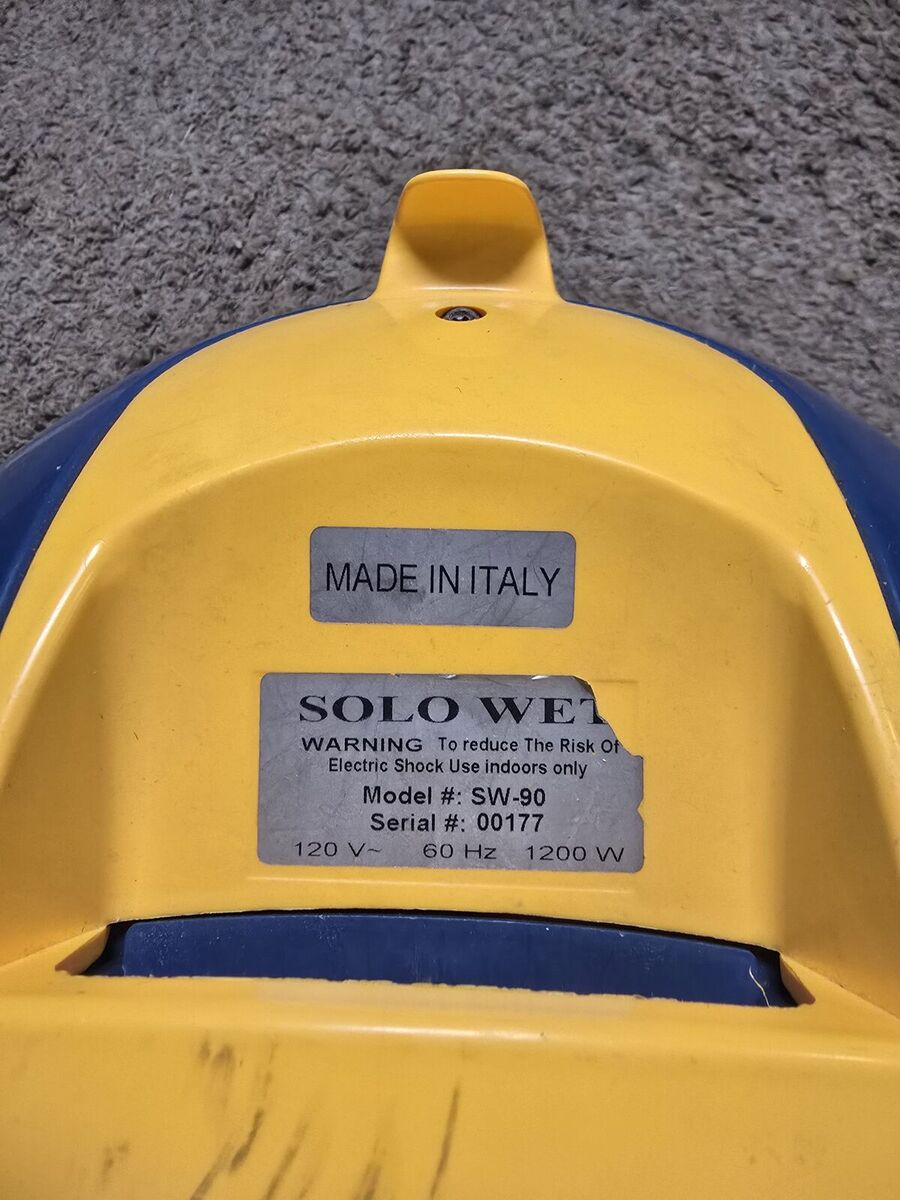 MADE IN ITALY
SOLO WET
WARNING To reduce The Risk Of
Electric Shock Use indoors only
Model #: SW-90
Serial #: 00177
120 V~ 60 Hz 1200 W